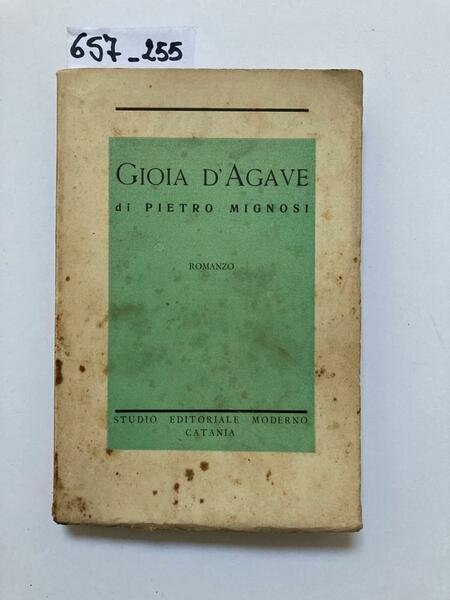 657_255
GIOIA D'AGAVE
di PIETRO MIGNOSI
ROMANZO
STUDIO EDITORIALE MODERNO
CATANIA